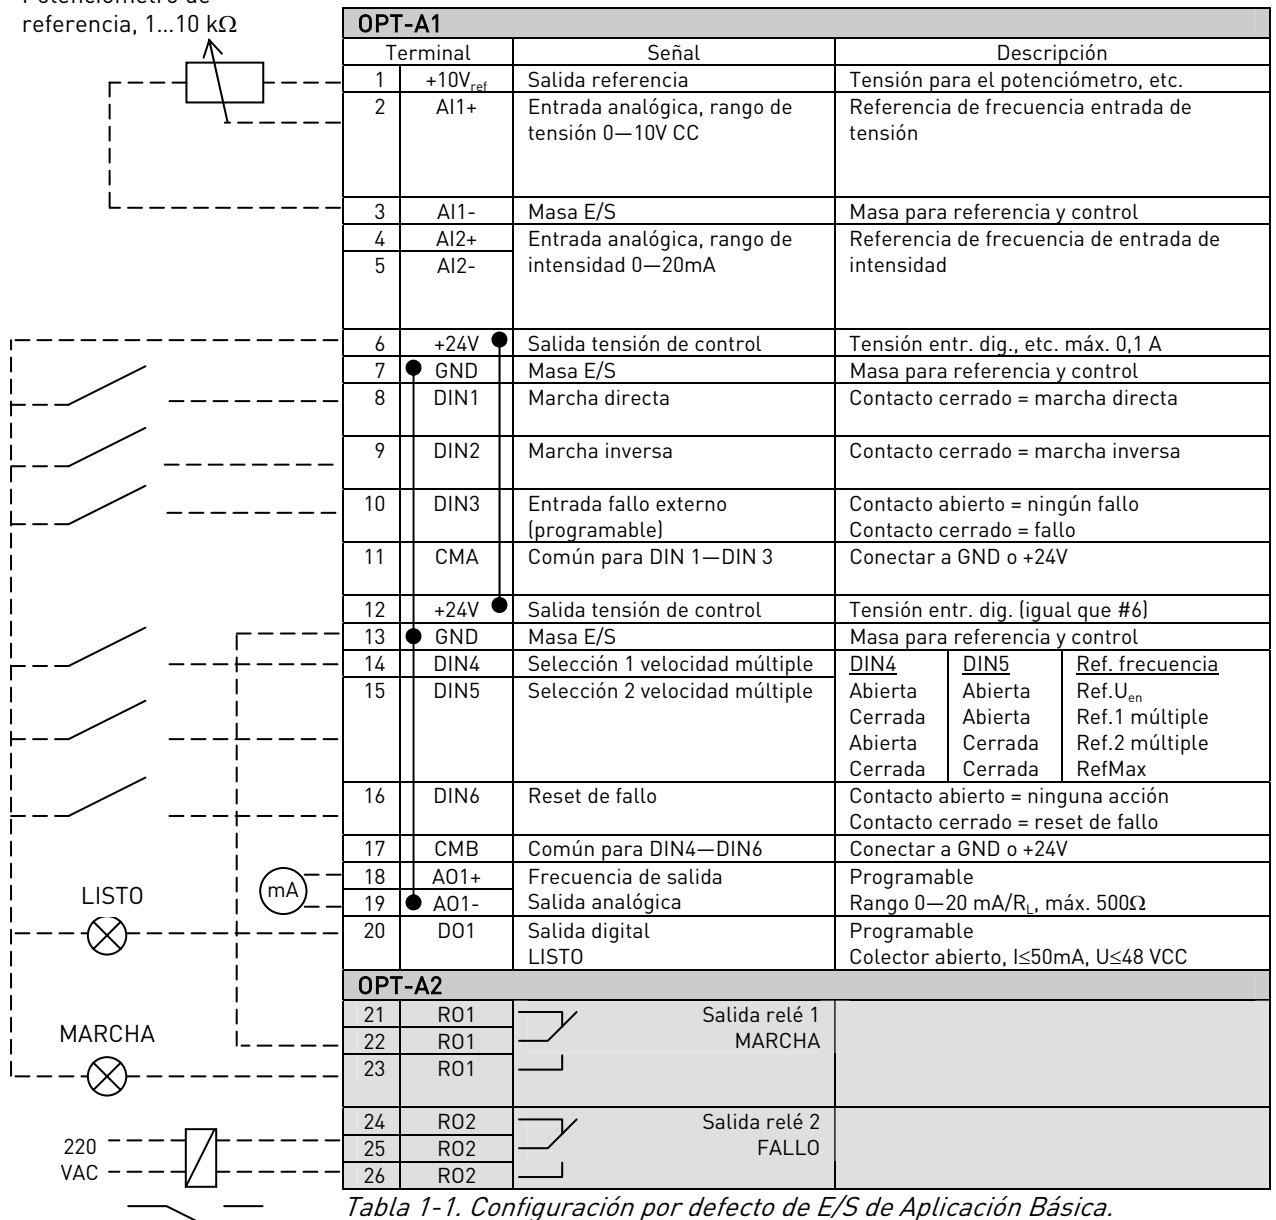 Potenciómetro de
referencia, 1...10 kΩ
OPT-A1
Terminal Señal Descripción
1 +10Vref Salida referencia Tensión para el potenciómetro, etc.
2 AI1+ Entrada analógica, rango de Referencia de frecuencia entrada de
tensión 0—10V CC tensión
3 AI1- Masa E/S Masa para referencia y control
4 AI2+ Entrada analógica, rango de Referencia de frecuencia de entrada de
5 AI2- intensidad 0—20mA intensidad
6 +24V Salida tensión de control Tensión entr. dig., etc. máx. 0,1 A
7 GND Masa E/S Masa para referencia y control
8 DIN1 Marcha directa Contacto cerrado = marcha directa
9 DIN2 Marcha inversa Contacto cerrado = marcha inversa
10 DIN3 Entrada fallo externo Contacto abierto = ningún fallo
(programable) Contacto cerrado = fallo
11 CMA Común para DIN 1—DIN 3 Conectar a GND o +24V
12 +24V Salida tensión de control Tensión entr. dig. (igual que #6)
13 GND Masa E/S Masa para referencia y control
14 DIN4 Selección 1 velocidad múltiple DIN4 DIN5 Ref. frecuencia
15 DIN5 Selección 2 velocidad múltiple Abierta Abierta Ref.Uen
Cerrada Abierta Ref.1 múltiple
Abierta Cerrada Ref.2 múltiple
Cerrada Cerrada RefMax
16 DIN6 Reset de fallo Contacto abierto = ninguna acción
Contacto cerrado = reset de fallo
17 CMB Común para DIN4—DIN6 Conectar a GND o +24V
mA 18 AO1+ Frecuencia de salida Programable
LISTO 19 AO1- Salida analógica Rango 0—20 mA/RL, máx. 500Ω
20 DO1 Salida digital Programable
LISTO Colector abierto, I≤50mA, U≤48 VCC
OPT-A2
21 RO1 Salida relé 1
MARCHA 22 RO1 MARCHA
23 RO1
24 RO2 Salida relé 2
220 25 RO2 FALLO
VAC 26 RO2
Tabla 1-1. Configuración por defecto de E/S de Aplicación Básica.